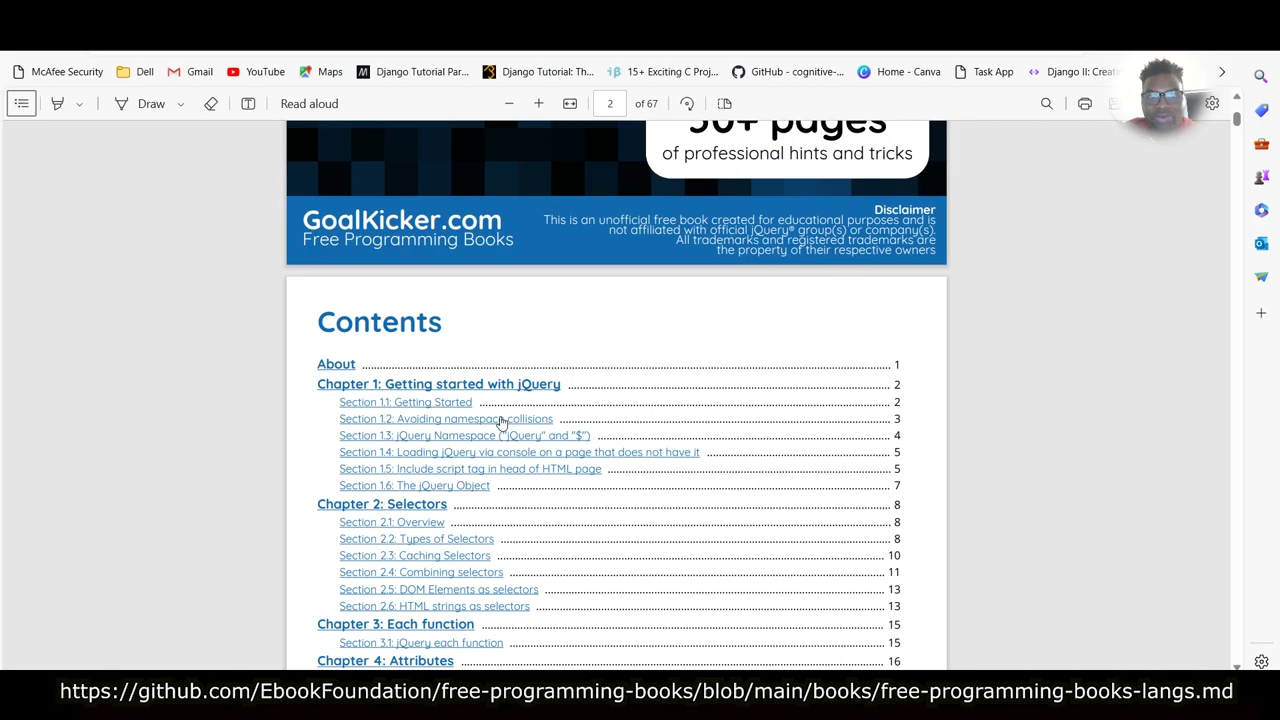 McAfee Security Dell Gmail YouTube Maps Django Tutorial Par... Django Tutorial: Th... 15+ Exciting C Proj... GitHub - cognitive-... Home - Canva Task App Django II: Creati
Draw Read aloud 2 of 67
50+ pages
of professional hints and tricks
GoalKicker.com
Free Programming Books
Disclaimer
This is an unofficial free book created for educational purposes and is
not affiliated with official jQuery® group(s) or company(s).
All trademarks and registered trademarks are
the property of their respective owners
Contents
About 1
Chapter 1: Getting started with jQuery 2
Section 1.1: Getting Started 2
Section 1.2: Avoiding namespace collisions 3
Section 1.3: jQuery Namespace ("jQuery" and "$") 4
Section 1.4: Loading jQuery via console on a page that does not have it 5
Section 1.5: Include script tag in head of HTML page 5
Section 1.6: The jQuery Object 7
Chapter 2: Selectors 8
Section 2.1: Overview 8
Section 2.2: Types of Selectors 8
Section 2.3: Caching Selectors 10
Section 2.4: Combining selectors 11
Section 2.5: DOM Elements as selectors 13
Section 2.6: HTML strings as selectors 13
Chapter 3: Each function 15
Section 3.1: jQuery each function 15
Chapter 4: Attributes 16
https://github.com/EbookFoundation/free-programming-books/blob/main/books/free-programming-books-langs.md